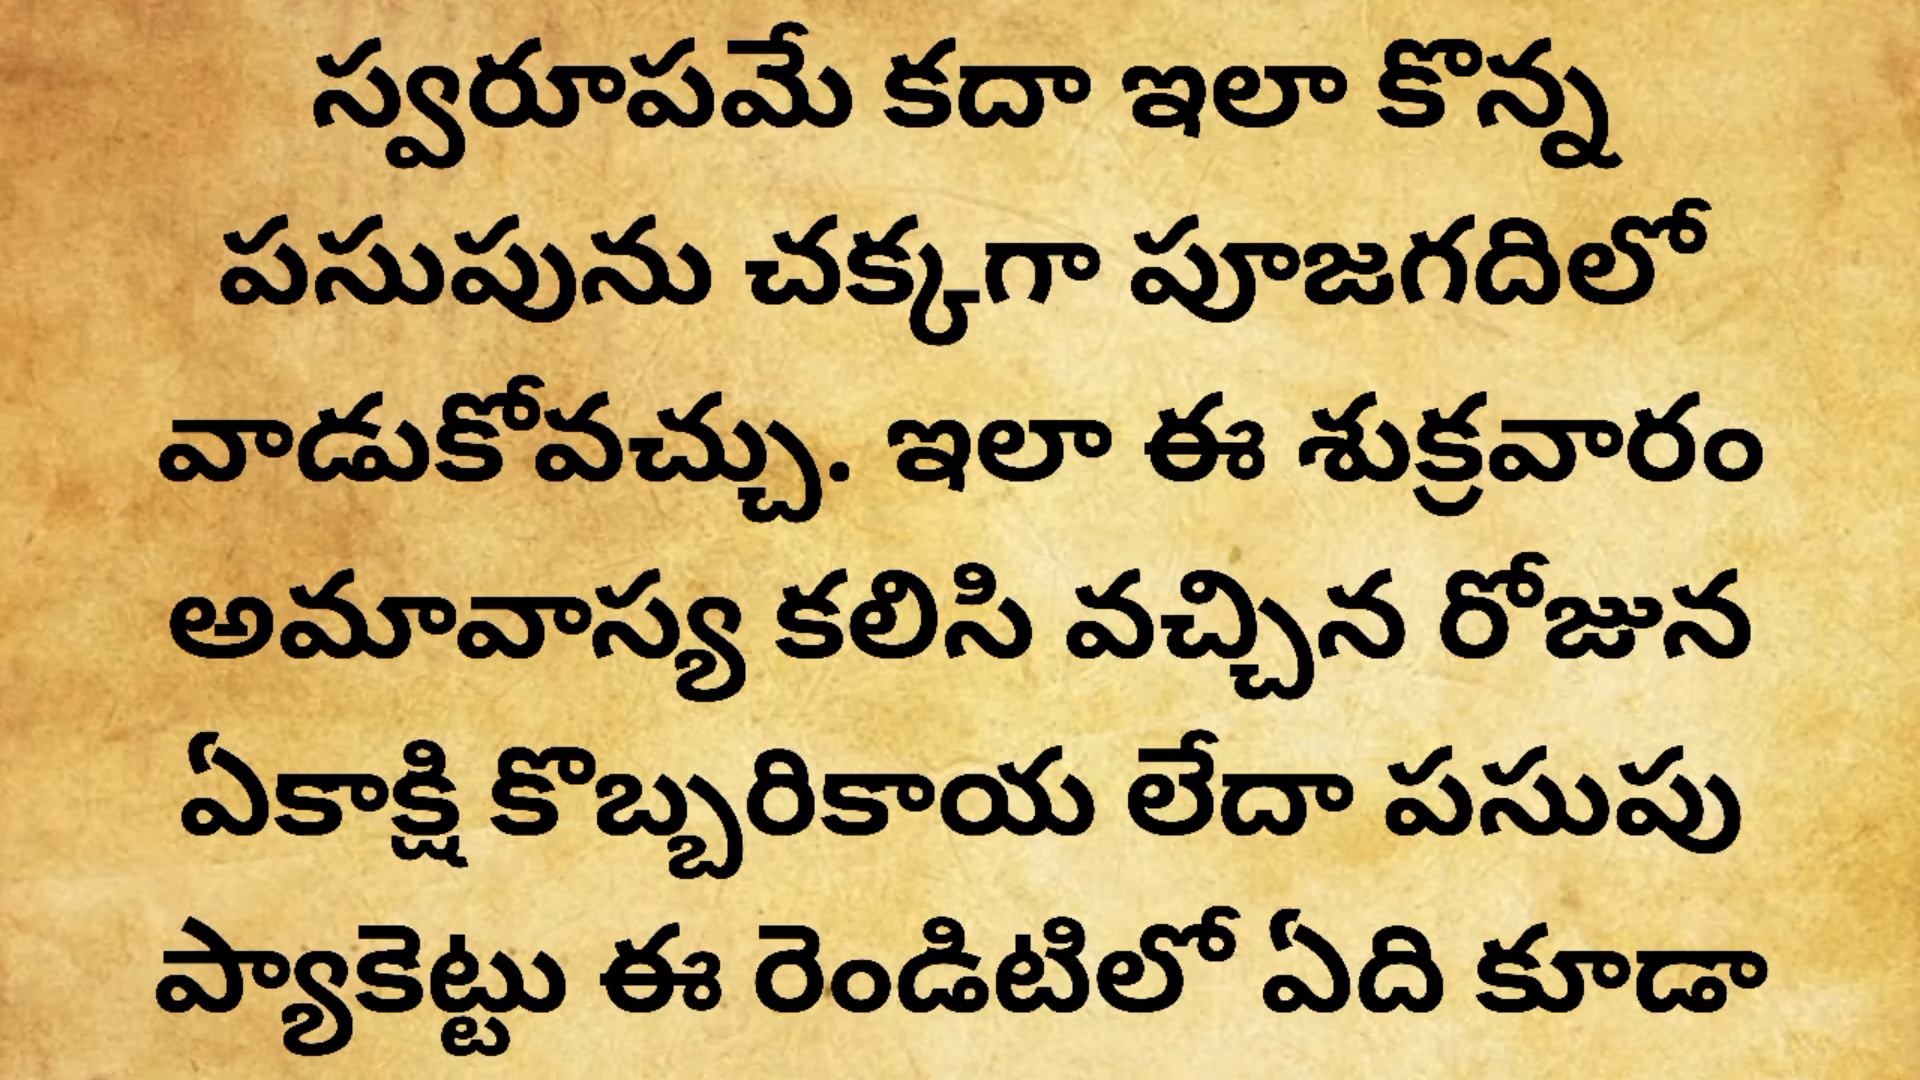 స్వరూపమే కదా ఇలా కొన్న
పసుపును చక్కగా పూజగదిలో
వాడుకోవచ్చు. ఇలా ఈ శుక్రవారం
అమావాస్య కలిసి వచ్చిన రోజున
ఏకాక్షి కొబ్బరికాయ లేదా పసుపు
ప్యాకెట్టు ఈ రెండిటిలో ఏది కూడా